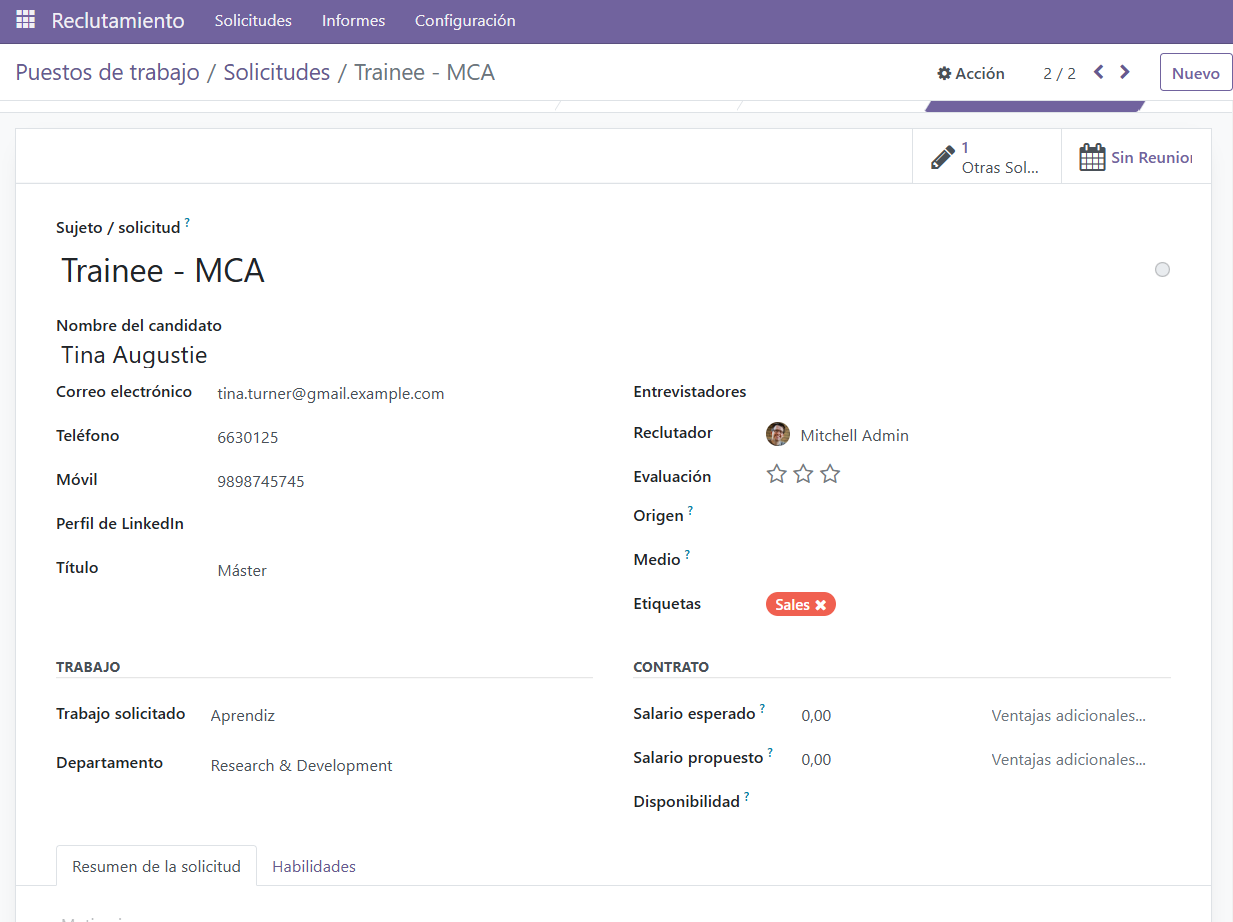 Reclutamiento Solicitudes Informes Configuración
Puestos de trabajo / Solicitudes / Trainee - MCA
Acción 2 / 2 Nuevo
1
Otras Sol...
Sin Reunion
Sujeto / solicitud ?
Trainee - MCA
Nombre del candidato
Tina Augustie
Correo electrónico tina.turner@gmail.example.com
Teléfono 6630125
Móvil 9898745745
Perfil de LinkedIn
Título Máster
Entrevistadores
Reclutador Mitchell Admin
Evaluación
Origen ?
Medio ?
Etiquetas Sales ✖
TRABAJO
Trabajo solicitado Aprendiz
Departamento Research & Development
CONTRATO
Salario esperado ? 0,00 Ventajas adicionales...
Salario propuesto ? 0,00 Ventajas adicionales...
Disponibilidad ?
Resumen de la solicitud Habilidades